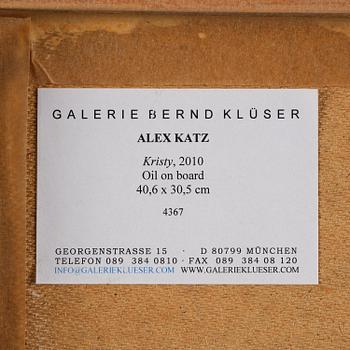 GALERIE BERND KLÜSER
ALEX KATZ
Kristy, 2010
Oil on board
40,6 x 30,5 cm
4367
GEORGENSTRASSE 15 · D 80799 MÜNCHEN
TELEFON 089 384 0810 · FAX 089 384 08 120
INFO@GALERIEKLUESER.COM WWW.GALERIEKLUESER.COM